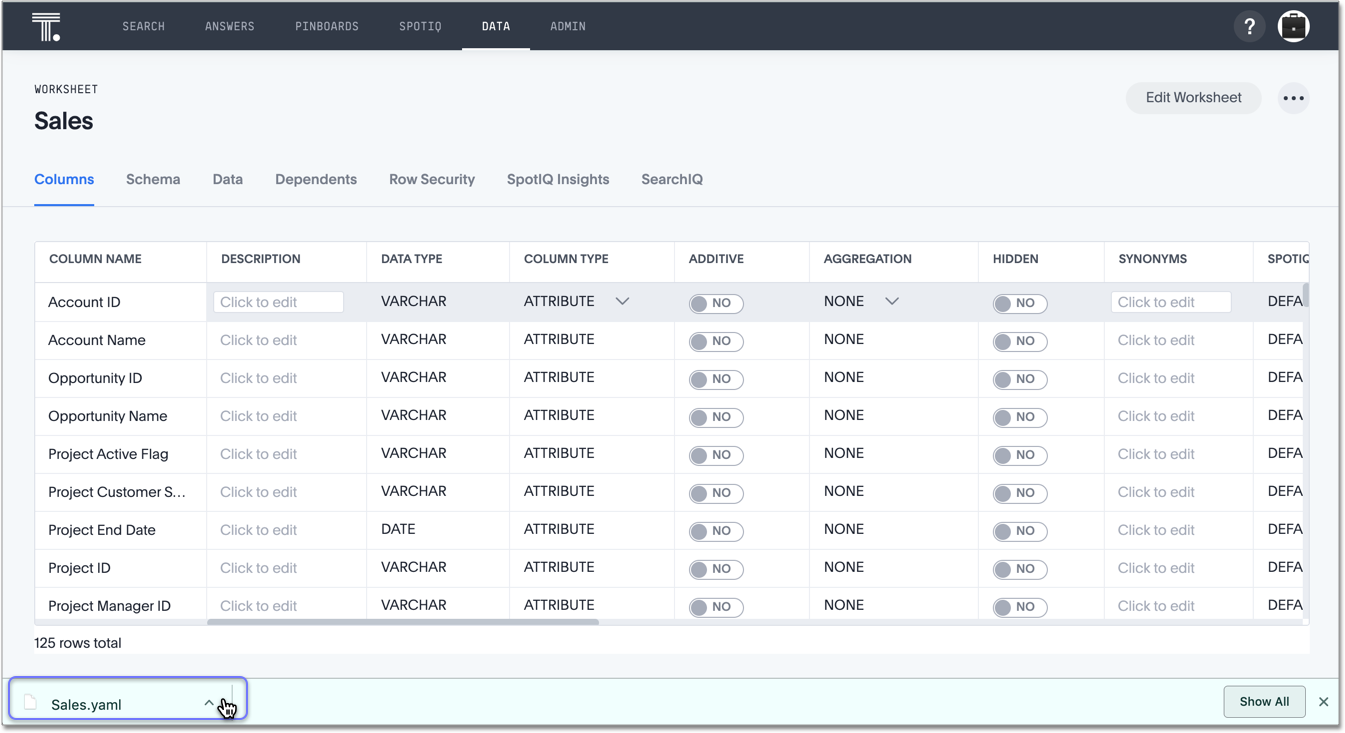 T.
SEARCH ANSWERS PINBOARDS SPOTIQ DATA ADMIN ?
WORKSHEET
Sales
Edit Worksheet
Columns Schema Data Dependents Row Security SpotIQ Insights SearchIQ
COLUMN NAME DESCRIPTION DATA TYPE COLUMN TYPE ADDITIVE AGGREGATION HIDDEN SYNONYMS SPOTIQ
Account ID Click to edit VARCHAR ATTRIBUTE NO NONE NO Click to edit DEFA
Account Name Click to edit VARCHAR ATTRIBUTE NO NONE NO Click to edit DEFA
Opportunity ID Click to edit VARCHAR ATTRIBUTE NO NONE NO Click to edit DEFA
Opportunity Name Click to edit VARCHAR ATTRIBUTE NO NONE NO Click to edit DEFA
Project Active Flag Click to edit VARCHAR ATTRIBUTE NO NONE NO Click to edit DEFA
Project Customer S... Click to edit VARCHAR ATTRIBUTE NO NONE NO Click to edit DEFA
Project End Date Click to edit DATE ATTRIBUTE NO NONE NO Click to edit DEFA
Project ID Click to edit VARCHAR ATTRIBUTE NO NONE NO Click to edit DEFA
Project Manager ID Click to edit VARCHAR ATTRIBUTE NO NONE NO Click to edit DEFA
125 rows total
Sales.yaml Show All